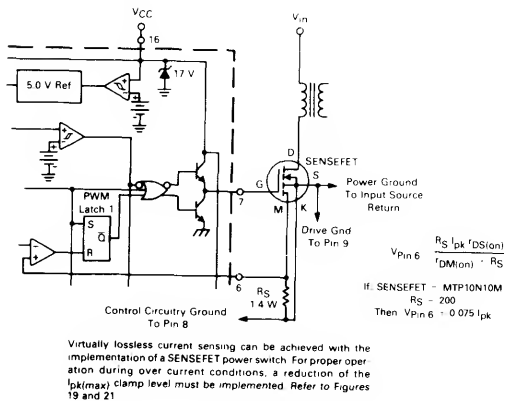 VCC
16
17 V
5.0 V Ref
Vin
D
SENSEFET
S
G
M
K
7
Power Ground
To Input Source
Return
Drive Gnd
To Pin 9
PWM
Latch 1
S
Q
R
6
RS
1 4 W
Control Circuitry Ground
To Pin 8
VPin 6 RS Ipk rDS(on)
rDM(on) · RS
If: SENSEFET - MTP10N10M
RS - 200
Then VPin 6 - 0 075 Ipk
Virtually lossless current sensing can be achieved with the
implementation of a SENSEFET power switch For proper oper-
ation during over current conditions, a reduction of the
Ipk(max) clamp level must be implemented Refer to Figures
19 and 21